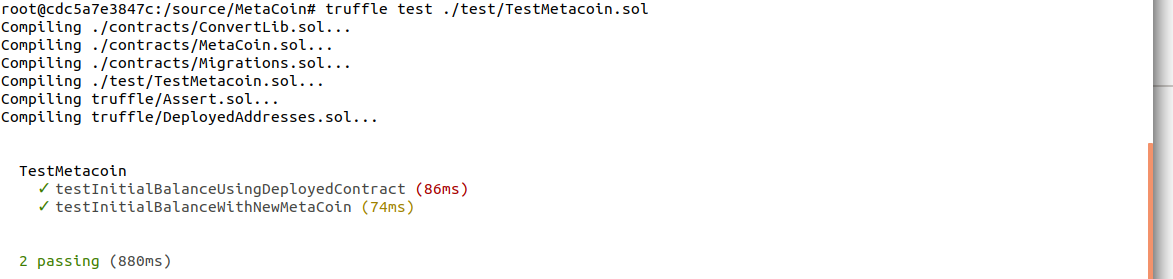 root@cdc5a7e3847c:/source/MetaCoin# truffle test ./test/TestMetacoin.sol
Compiling ./contracts/ConvertLib.sol...
Compiling ./contracts/MetaCoin.sol...
Compiling ./contracts/Migrations.sol...
Compiling ./test/TestMetacoin.sol...
Compiling truffle/Assert.sol...
Compiling truffle/DeployedAddresses.sol...
TestMetacoin
✓ testInitialBalanceUsingDeployedContract (86ms)
✓ testInitialBalanceWithNewMetaCoin (74ms)
2 passing (880ms)